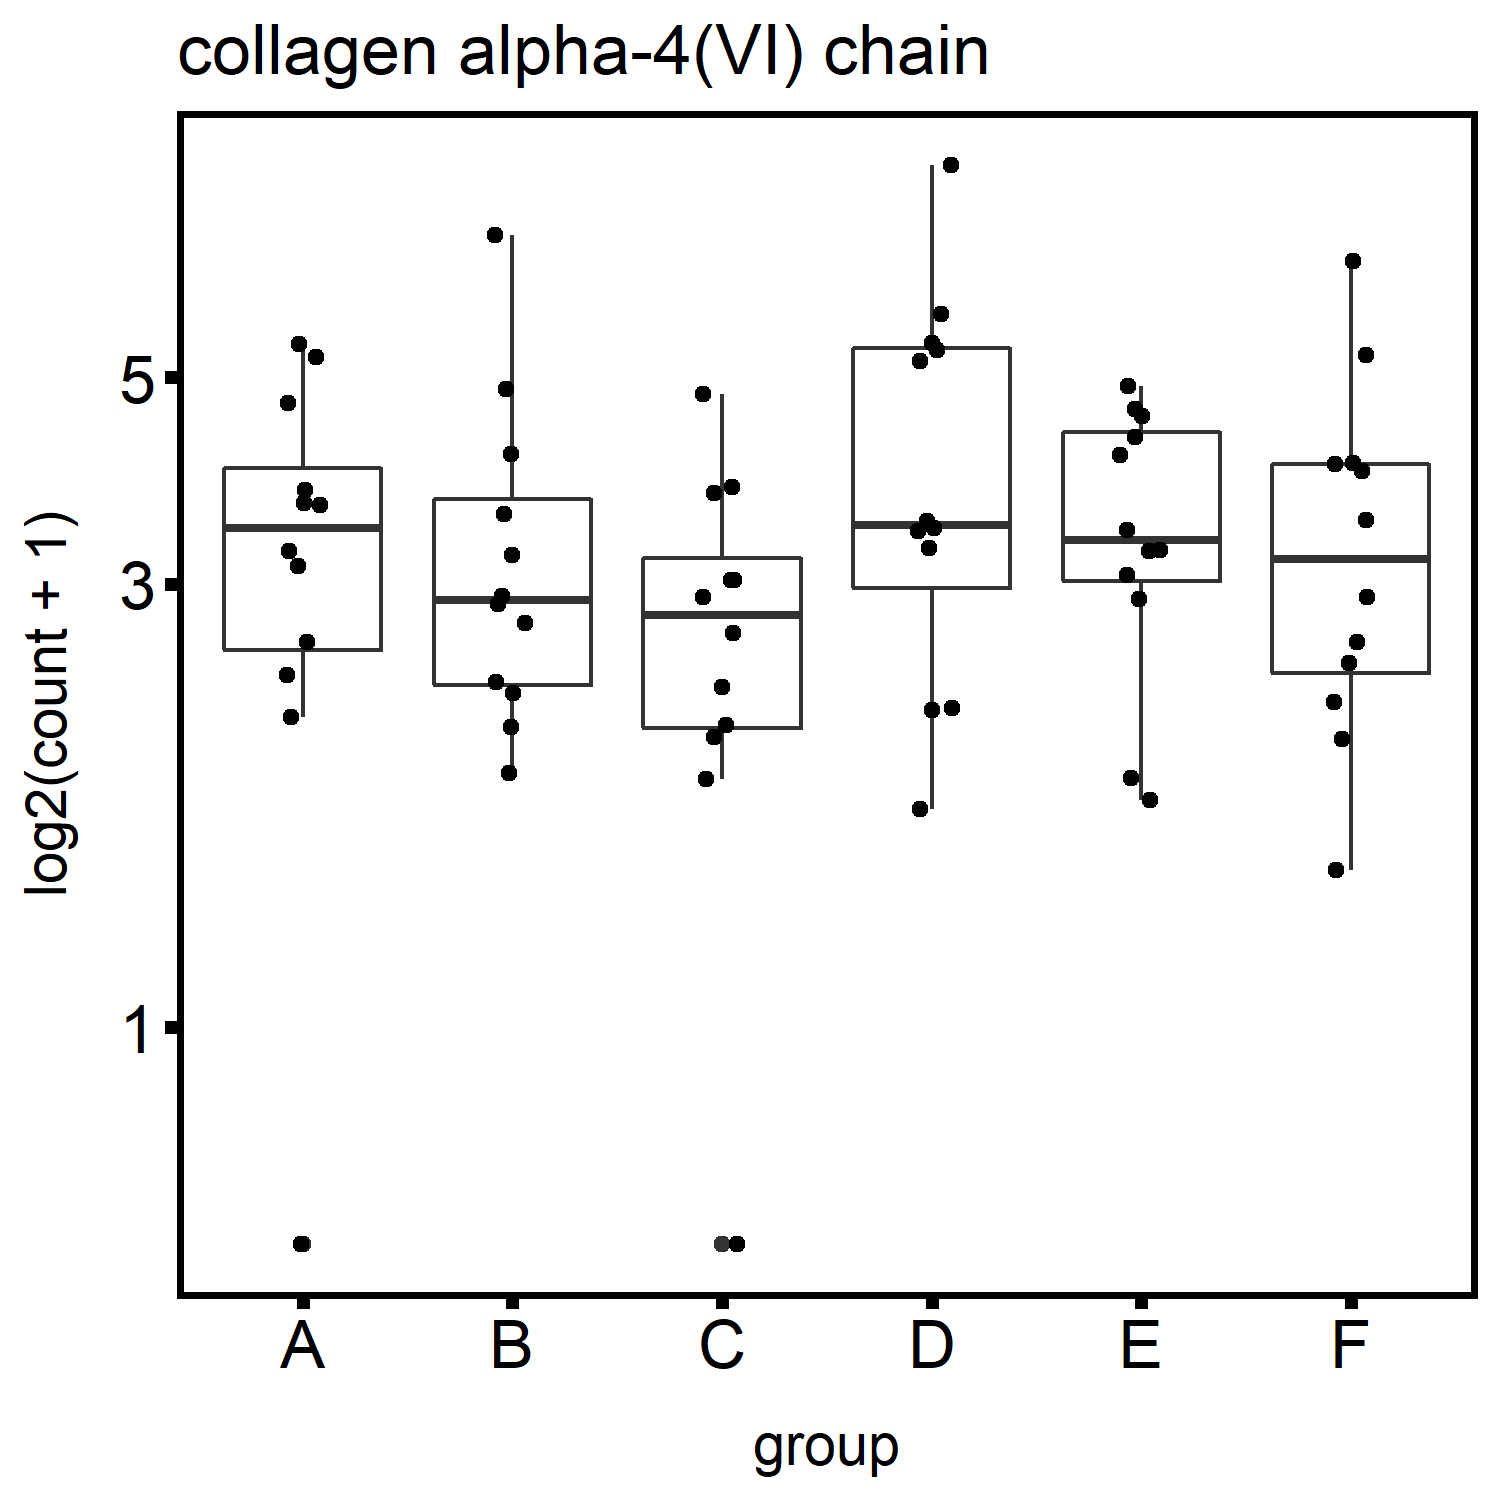 collagen alpha-4(VI) chain
log2(count + 1)
5
3
1
A B C D E F
group